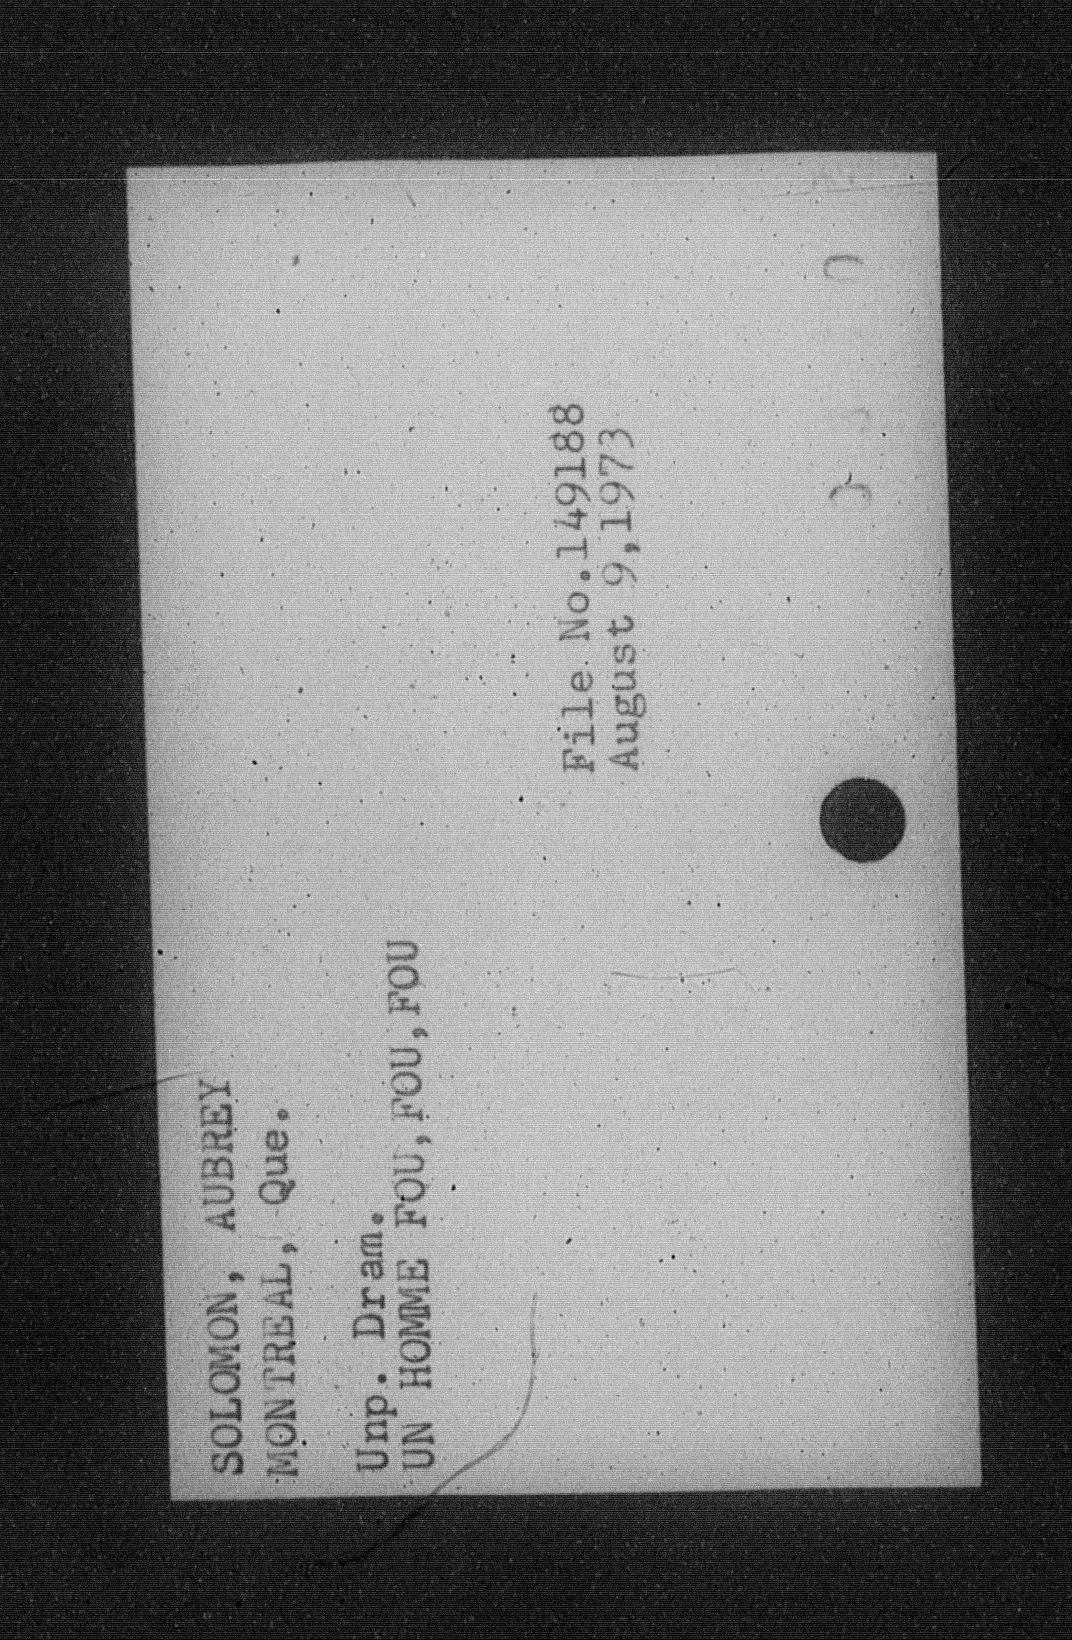 SOLOMON, AUBREY
MONTREAL, Que.
Unp. Dram.
UN HOMME FOU,FOU,FOU
File No.149188
August 9,1973